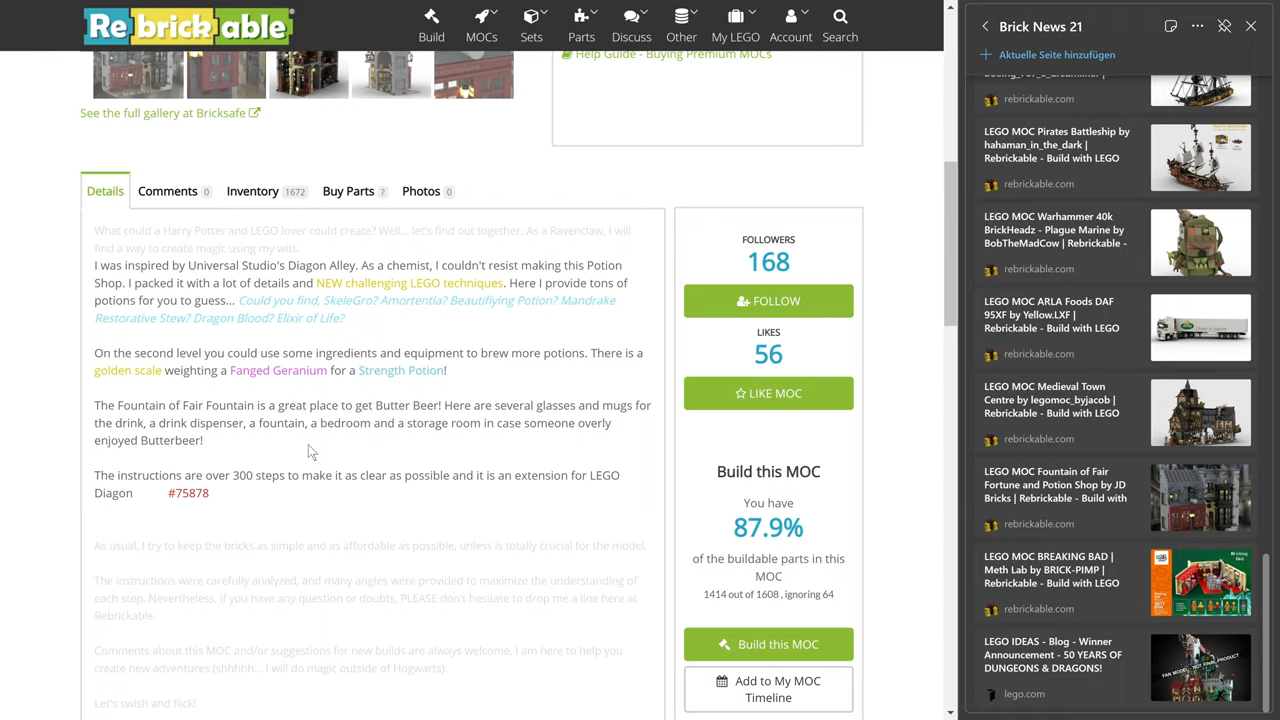 Rebrickable
Build
MOCs
Sets
Parts
Discuss
Other
My LEGO
Account
Search
Help Guide - Buying Premium MOCs
See the full gallery at Bricksafe
Details
Comments 0
Inventory 1672
Buy Parts ?
Photos 0
What could a Harry Potter and LEGO lover could create? Well... let's find out together. As a Ravenclaw, I will
find a way to create magic using my wits.
I was inspired by Universal Studio's Diagon Alley. As a chemist, I couldn't resist making this Potion
Shop. I packed it with a lot of details and NEW challenging LEGO techniques. Here I provide tons of
potions for you to guess... Could you find, SkeleGro? Amortentia? Beautifiying Potion? Mandrake
Restorative Stew? Dragon Blood? Elixir of Life?
On the second level you could use some ingredients and equipment to brew more potions. There is a
golden scale weighting a Fanged Geranium for a Strength Potion!
The Fountain of Fair Fountain is a great place to get Butter Beer! Here are several glasses and mugs for
the drink, a drink dispenser, a fountain, a bedroom and a storage room in case someone overly
enjoyed Butterbeer!
The instructions are over 300 steps to make it as clear as possible and it is an extension for LEGO
Diagon #75878
As usual, I try to keep the bricks as simple and as affordable as possible, unless is totally crucial for the model.
The instructions were carefully analyzed, and many angles were provided to maximize the understanding of
each step. Nevertheless, if you have any question or doubts, PLEASE don't hesitate to drop me a line here at
Rebrickable.
Comments about this MOC and/or suggestions for new builds are always welcome. I am here to help you
create new adventures (shhhhh... I will do magic outside of Hogwarts).
Let's swish and flick!
FOLLOWERS
168
FOLLOW
LIKES
56
LIKE MOC
Build this MOC
You have
87.9%
of the buildable parts in this
MOC
1414 out of 1608 , ignoring 64
Build this MOC
Add to My MOC
Timeline
Brick News 21
Aktuelle Seite hinzufügen
rebrickable.com
LEGO MOC Pirates Battleship by
hahaman_in_the_dark |
Rebrickable - Build with LEGO
rebrickable.com
LEGO MOC Warhammer 40k
BrickHeadz - Plague Marine by
BobTheMadCow | Rebrickable -
rebrickable.com
LEGO MOC ARLA Foods DAF
95XF by Yellow.LXF |
Rebrickable - Build with LEGO
rebrickable.com
LEGO MOC Medieval Town
Centre by legomoc_byjacob |
Rebrickable - Build with LEGO
rebrickable.com
LEGO MOC Fountain of Fair
Fortune and Potion Shop by JD
Bricks | Rebrickable - Build with
rebrickable.com
LEGO MOC BREAKING BAD |
Meth Lab by BRICK-PIMP |
Rebrickable - Build with LEGO
rebrickable.com
LEGO IDEAS - Blog - Winner
Announcement - 50 YEARS OF
DUNGEONS & DRAGONS!
lego.com
FAN MODEL - NOT FINAL PRODUCT